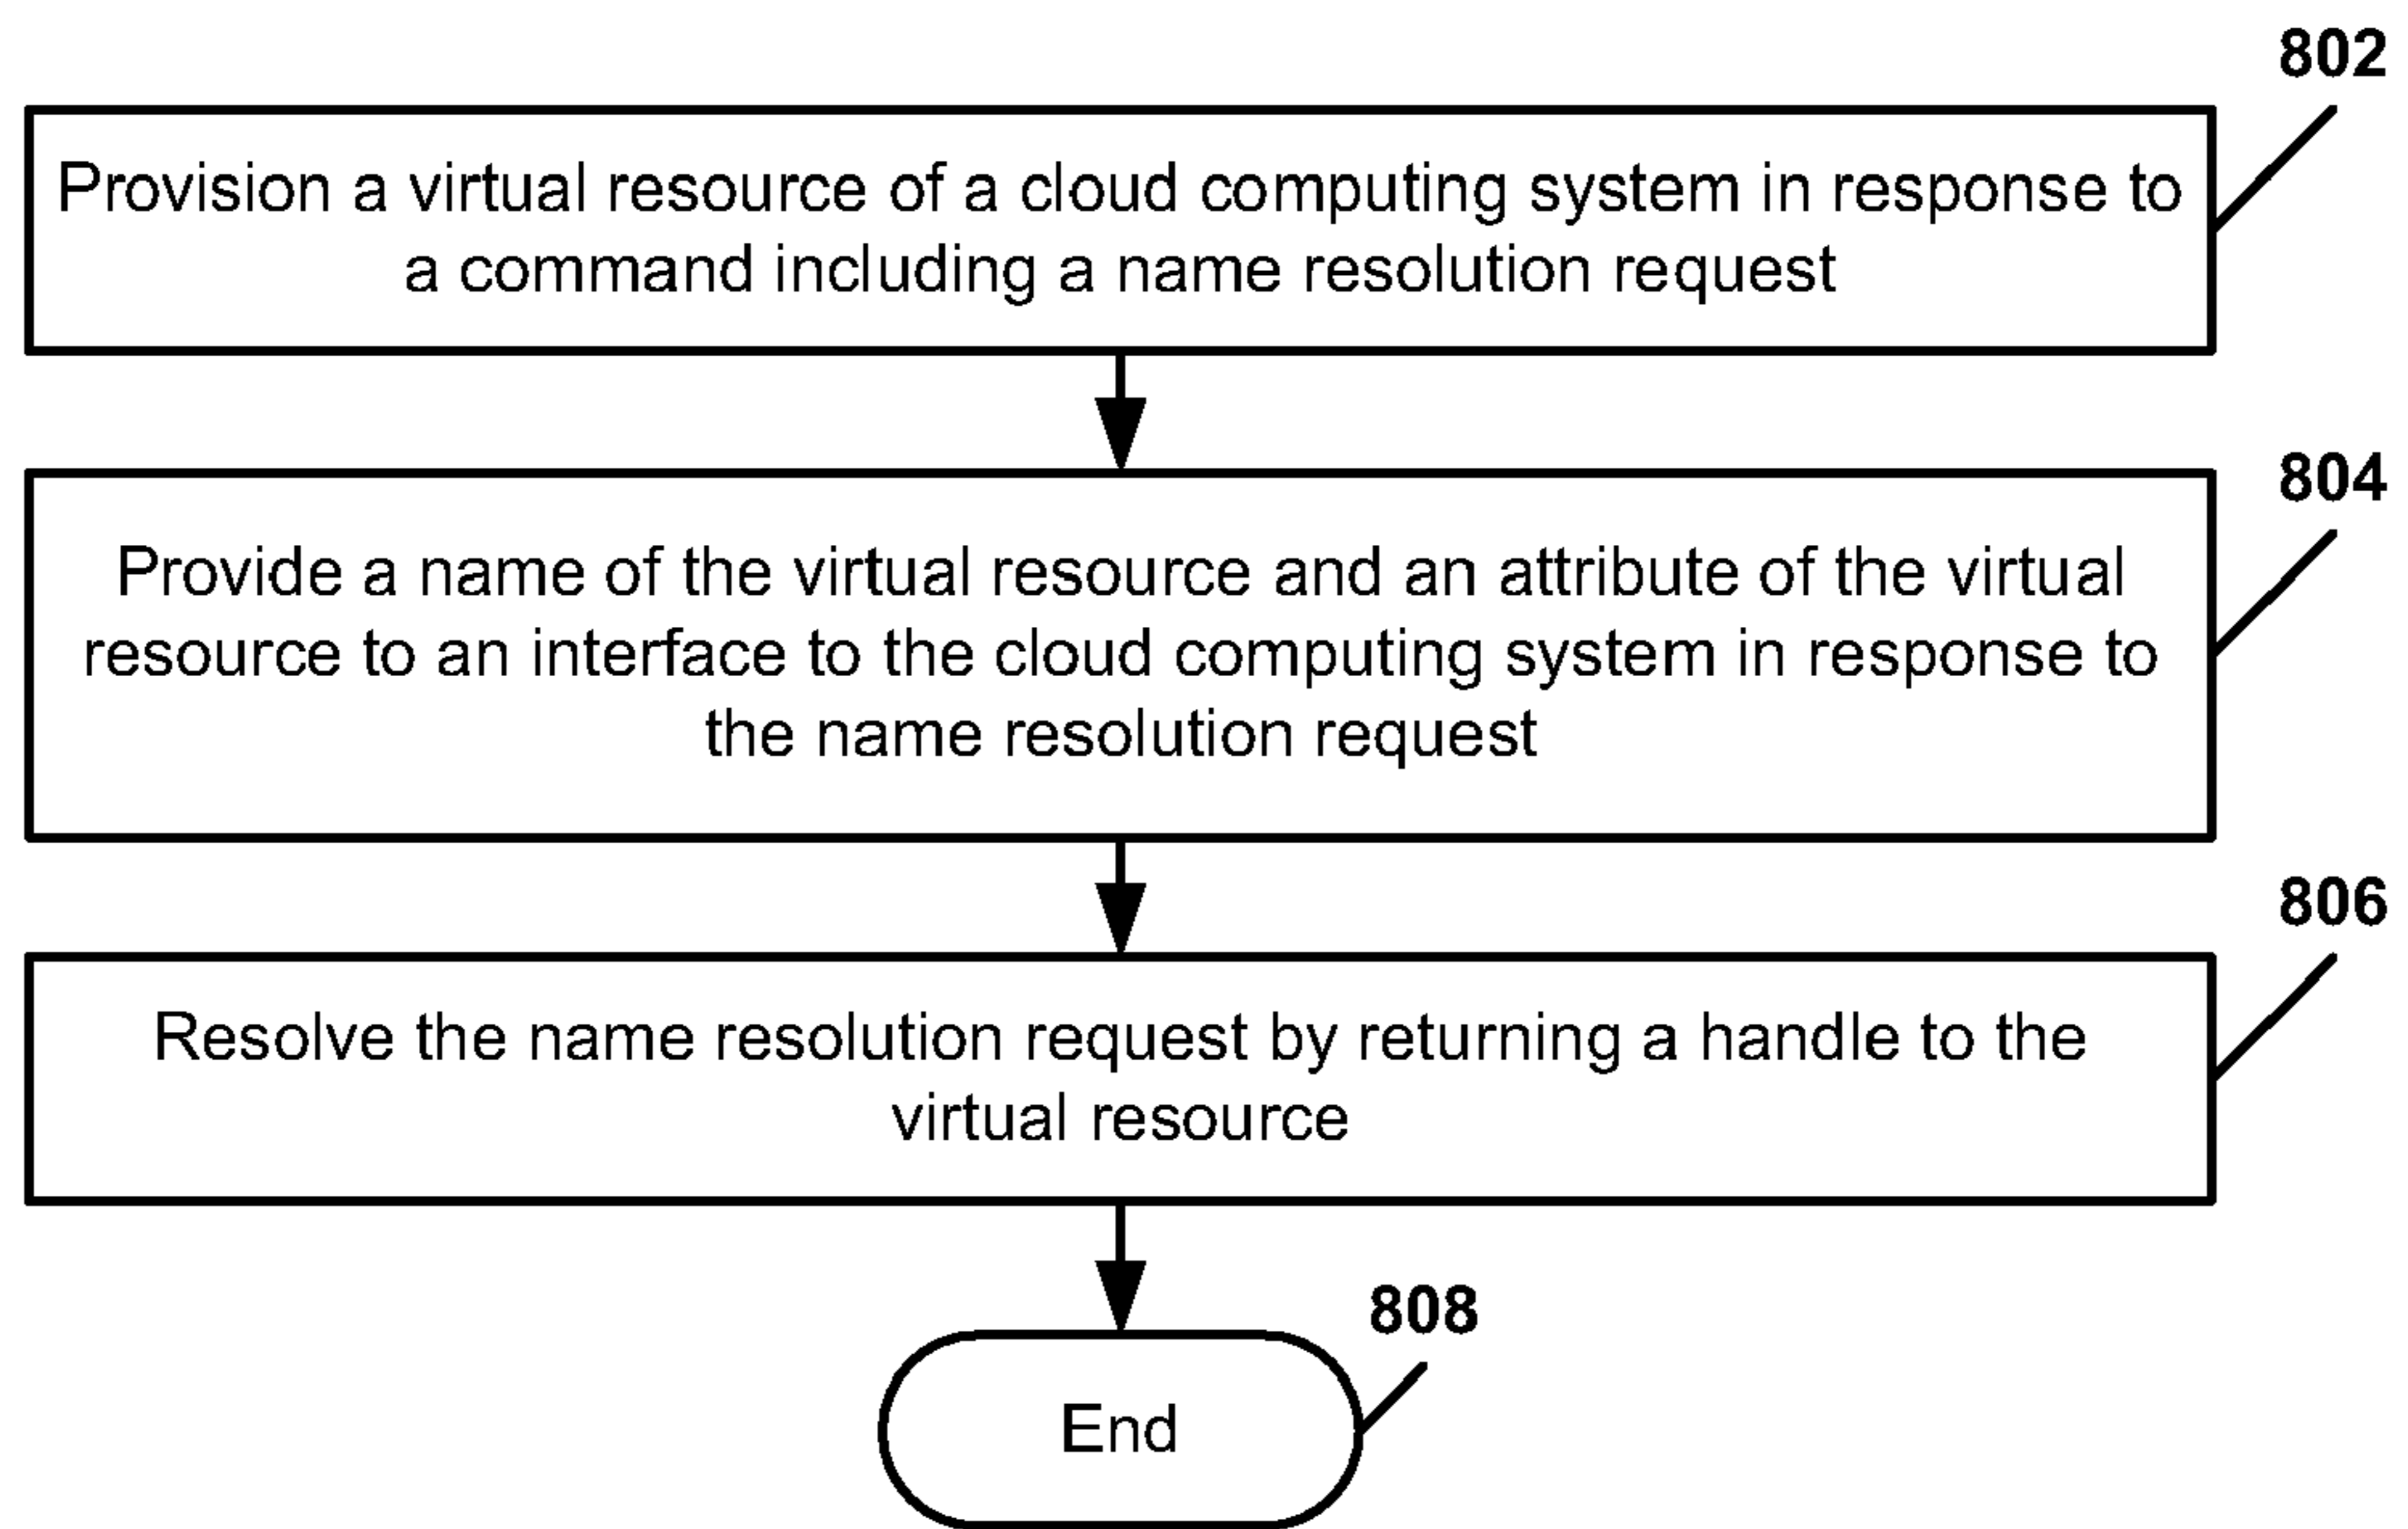 802
Provision a virtual resource of a cloud computing system in response to
a command including a name resolution request
804
Provide a name of the virtual resource and an attribute of the virtual
resource to an interface to the cloud computing system in response to
the name resolution request
806
Resolve the name resolution request by returning a handle to the
virtual resource
808
End